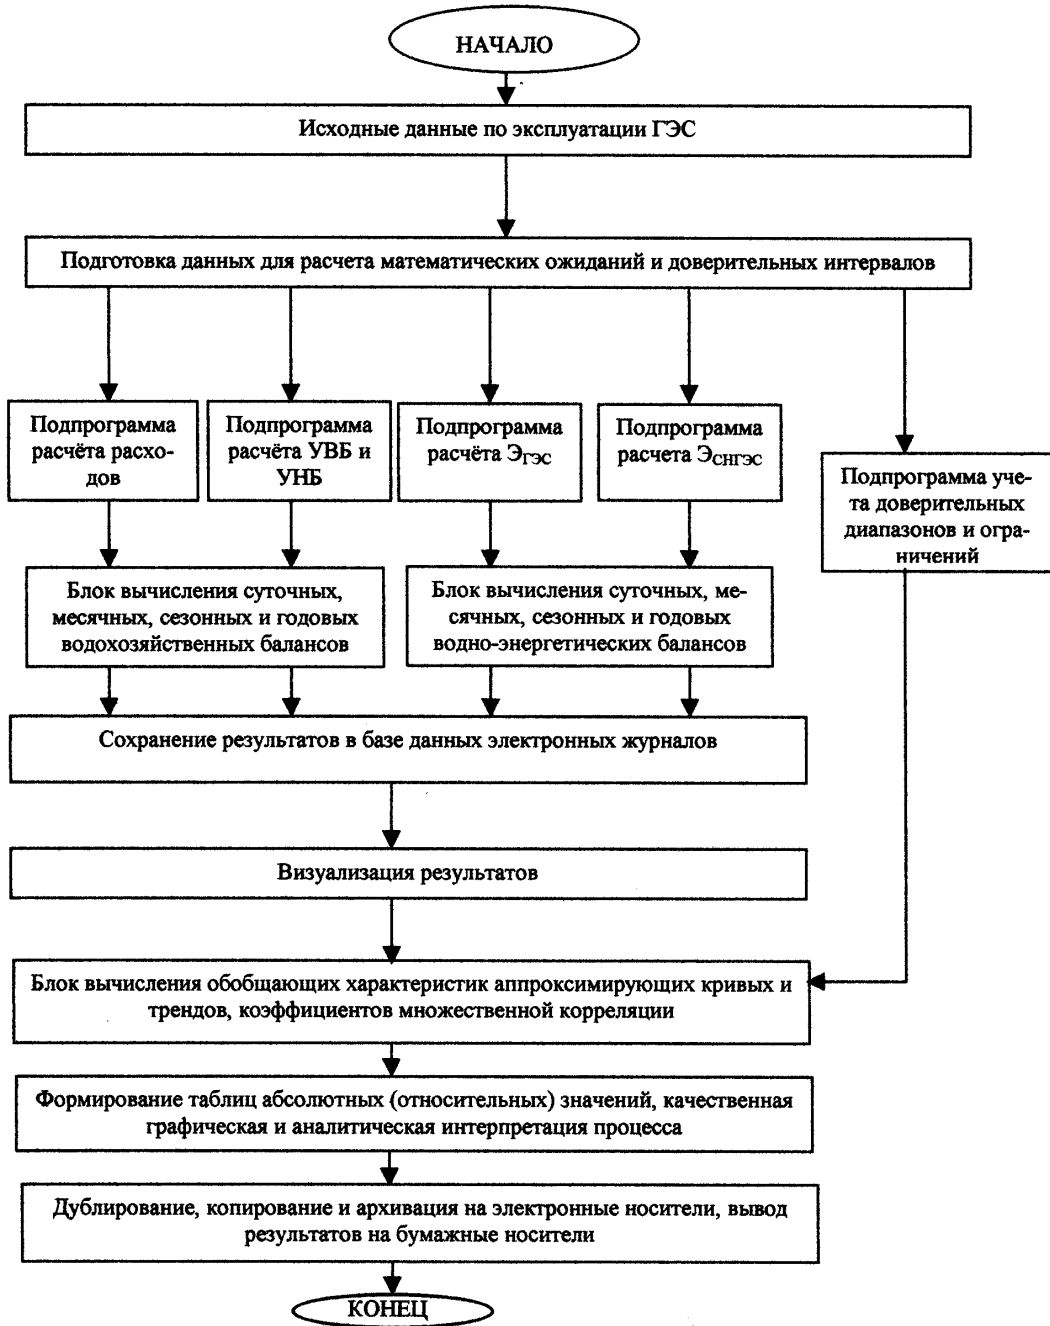 НАЧАЛО
Исходные данные по эксплуатации ГЭС
Подготовка данных для расчета математических ожиданий и доверительных интервалов
Подпрограмма
расчёта расхо-
дов
Подпрограмма
расчёта УВБ и
УНБ
Подпрограмма
расчёта ЭГЭС
Подпрограмма
расчета ЭСНГЭС
Подпрограмма уче-
та доверительных
диапазонов и огра-
ничений
Блок вычисления суточных,
месячных, сезонных и годовых
водохозяйственных балансов
Блок вычисления суточных, ме-
сячных, сезонных и годовых
водно-энергетических балансов
Сохранение результатов в базе данных электронных журналов
Визуализация результатов
Блок вычисления обобщающих характеристик аппроксимирующих кривых и
трендов, коэффициентов множественной корреляции
Формирование таблиц абсолютных (относительных) значений, качественная
графическая и аналитическая интерпретация процесса
Дублирование, копирование и архивация на электронные носители, вывод
результатов на бумажные носители
КОНЕЦ